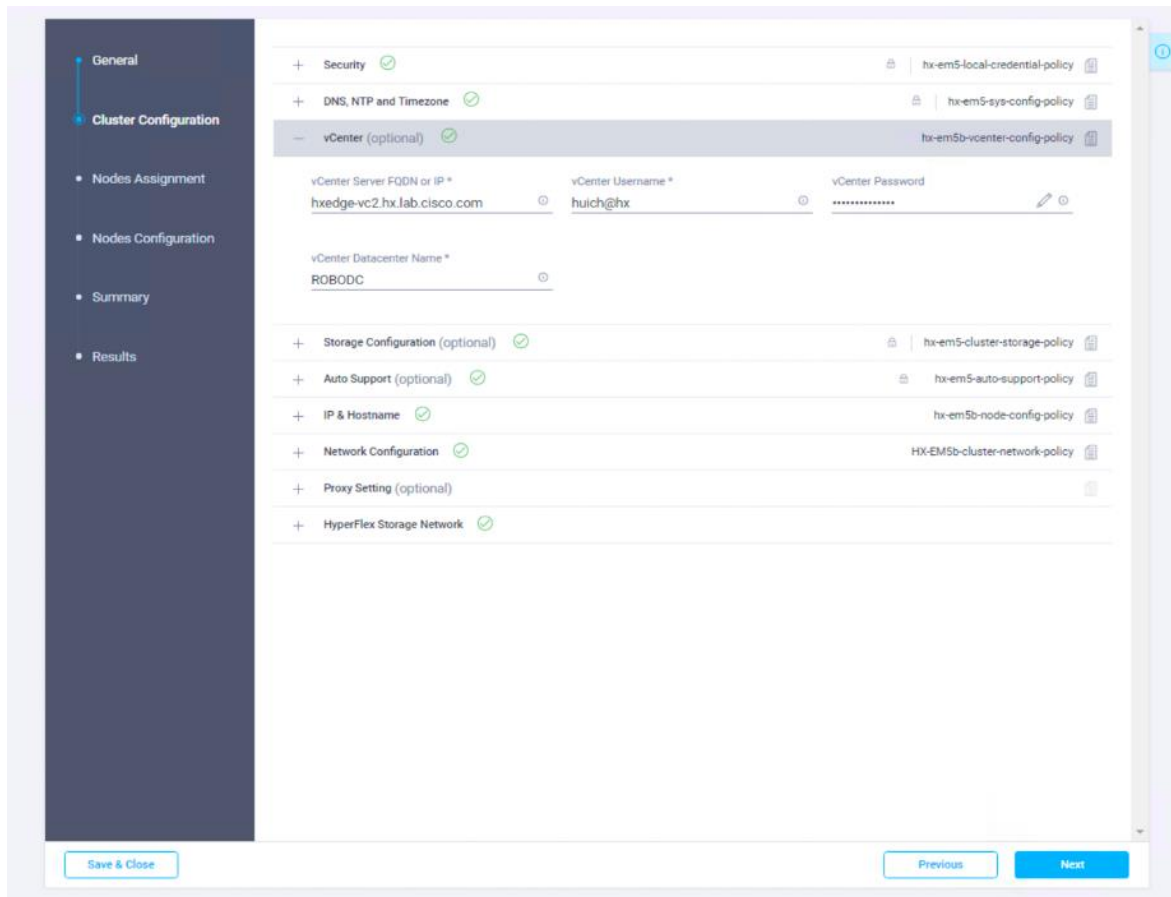 General
Cluster Configuration
Nodes Assignment
Nodes Configuration
Summary
Results
Security hx-em5-local-credential-policy
DNS, NTP and Timezone hx-em5-sys-config-policy
vCenter (optional) hx-em5b-vcenter-config-policy
vCenter Server FQDN or IP * vCenter Username * vCenter Password
hxedge-vc2.hx.lab.cisco.com huich@hx ••••••••••••••
vCenter Datacenter Name *
ROBODC
Storage Configuration (optional) hx-em5-cluster-storage-policy
Auto Support (optional) hx-em5-auto-support-policy
IP & Hostname hx-em5b-node-config-policy
Network Configuration HX-EM5b-cluster-network-policy
Proxy Setting (optional)
HyperFlex Storage Network
Save & Close Previous Next